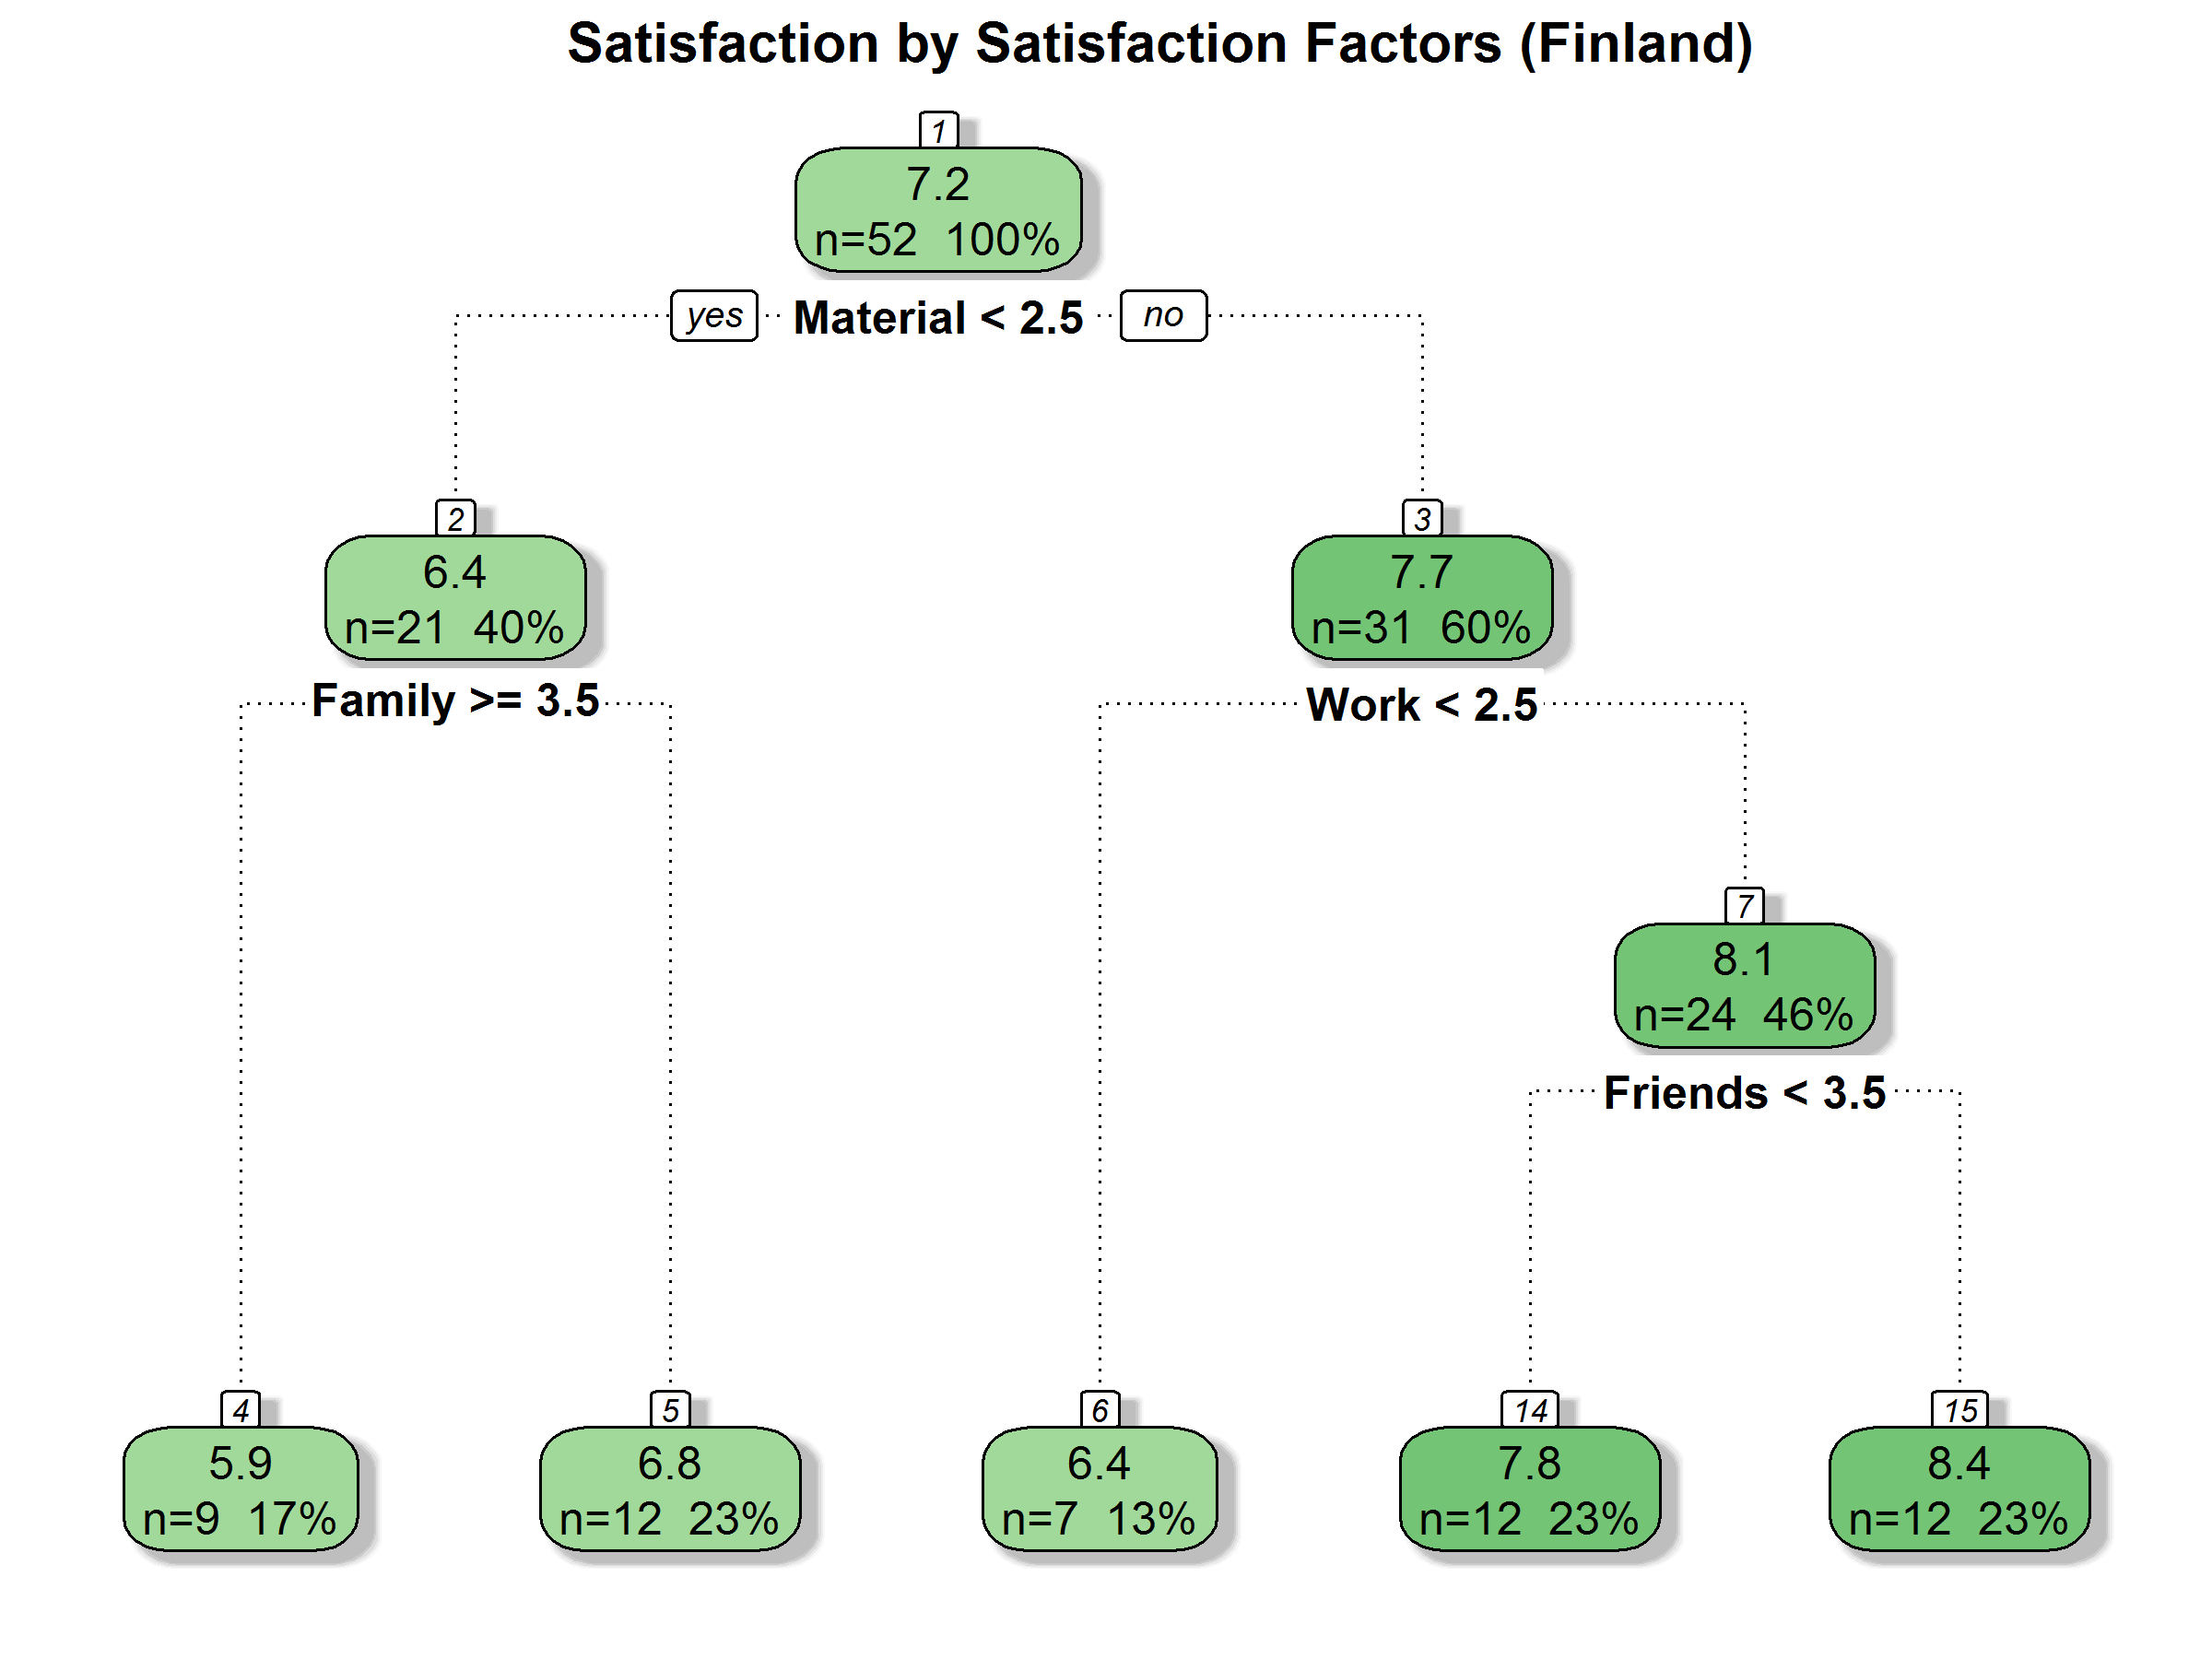 Satisfaction by Satisfaction Factors (Finland)
1
7.2
n=52 100%
yes Material < 2.5 no
2
6.4
n=21 40%
3
7.7
n=31 60%
Family >= 3.5
Work < 2.5
7
8.1
n=24 46%
Friends < 3.5
4
5.9
n=9 17%
5
6.8
n=12 23%
6
6.4
n=7 13%
14
7.8
n=12 23%
15
8.4
n=12 23%